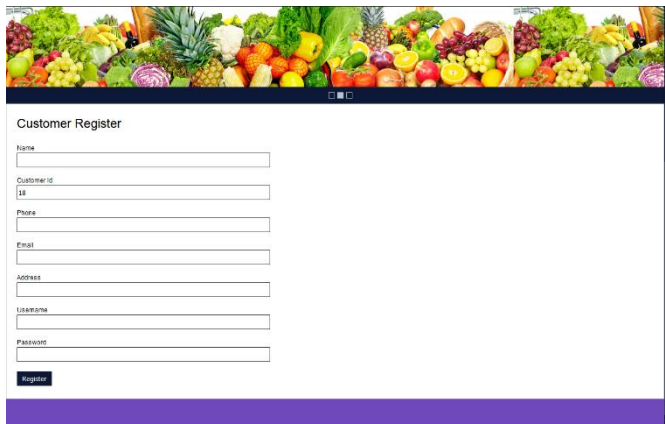 Customer Register
Name
Customer Id
18
Phone
Email
Address
Username
Password
Register